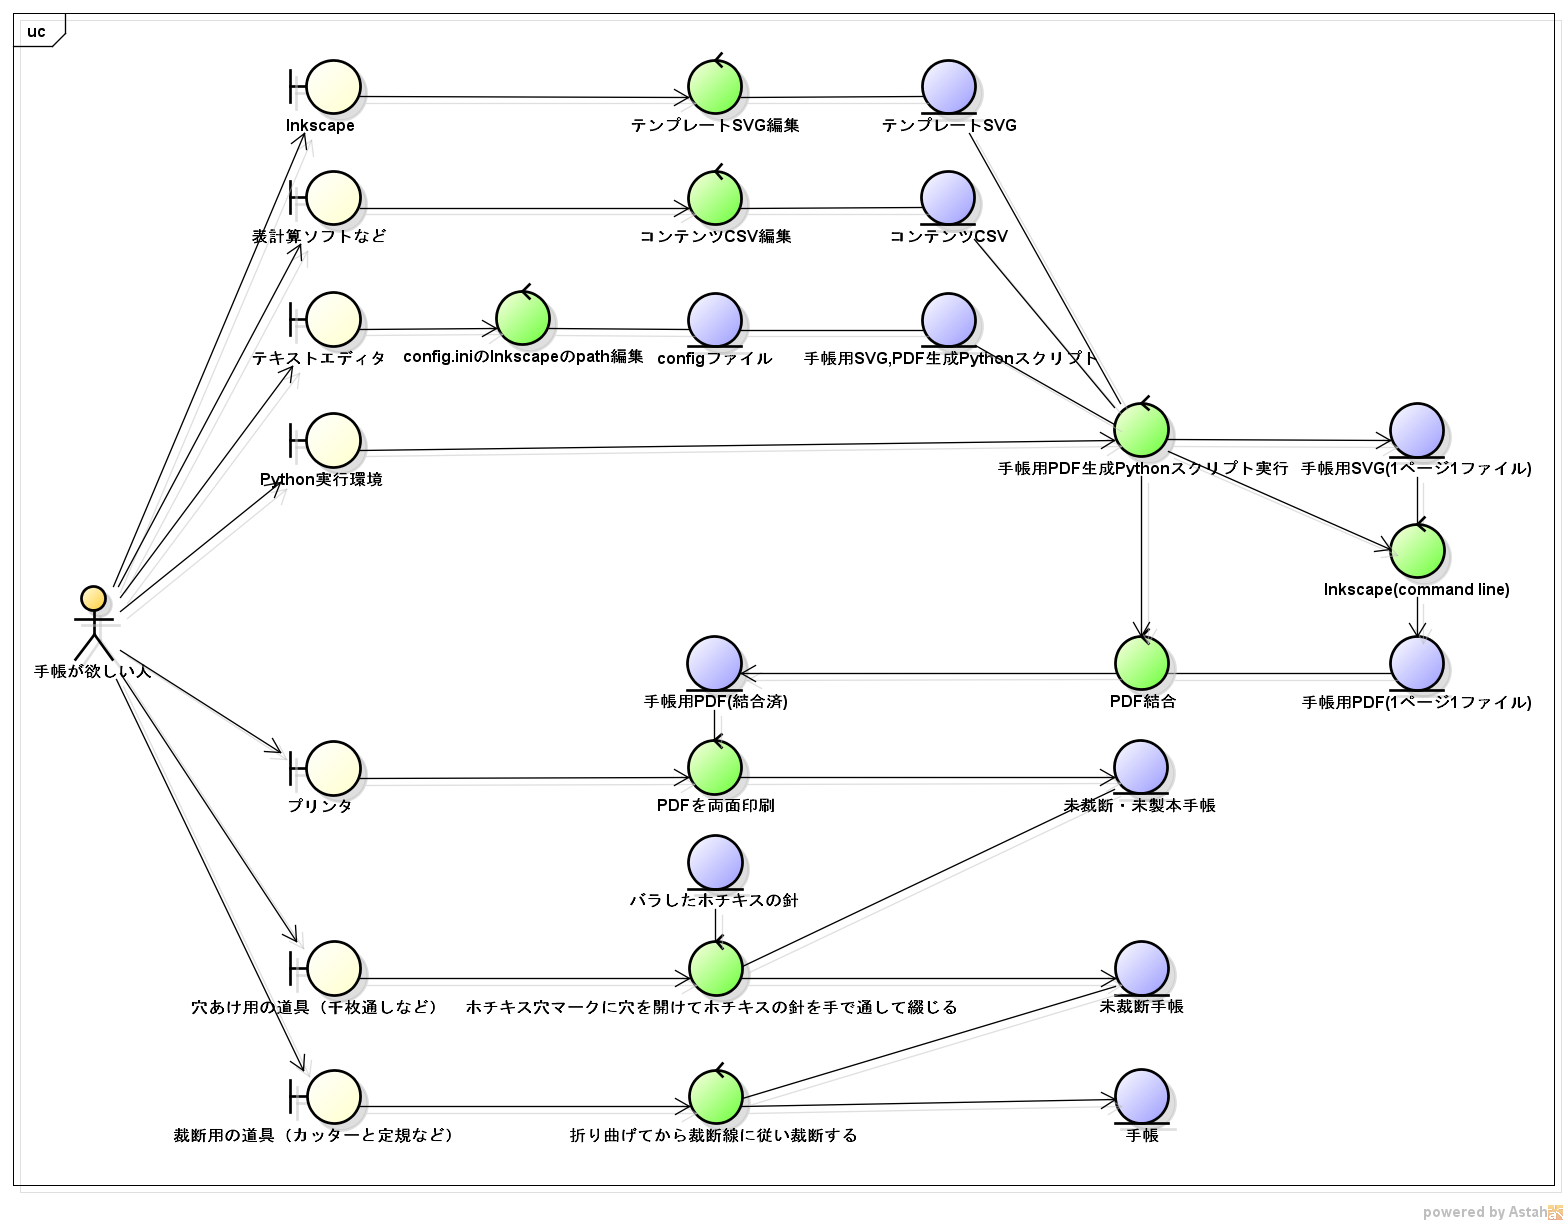 uc
Inkscape
テンプレートSVG編集
テンプレートSVG
表計算ソフトなど
コンテンツCSV編集
コンテンツCSV
テキストエディタ
config.iniのInkscapeのpath編集
configファイル
手帳用SVG,PDF生成Pythonスクリプト
Python実行環境
手帳用PDF生成Pythonスクリプト実行
手帳用SVG(1ページ1ファイル)
Inkscape(command line)
手帳が欲しい人
手帳用PDF(結合済)
PDF結合
手帳用PDF(1ページ1ファイル)
プリンタ
PDFを両面印刷
未裁断・未製本手帳
バラしたホチキスの針
穴あけ用の道具（千枚通しなど）
ホチキス穴マークに穴を開けてホチキスの針を手で通して綴じる
未裁断手帳
裁断用の道具（カッターと定規など）
折り曲げてから裁断線に従い裁断する
手帳
powered by Astah